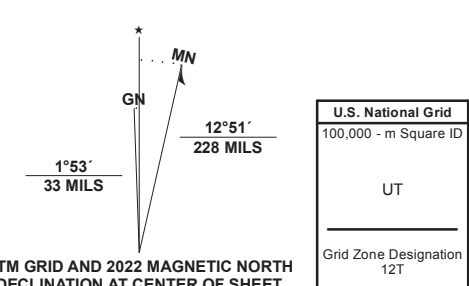 ★
MN
GN
12°51´
228 MILS
1°53´
33 MILS
TM GRID AND 2022 MAGNETIC NORTH
DECLINATION AT CENTER OF SHEET
U.S. National Grid
100,000 - m Square ID
UT
Grid Zone Designation
12T